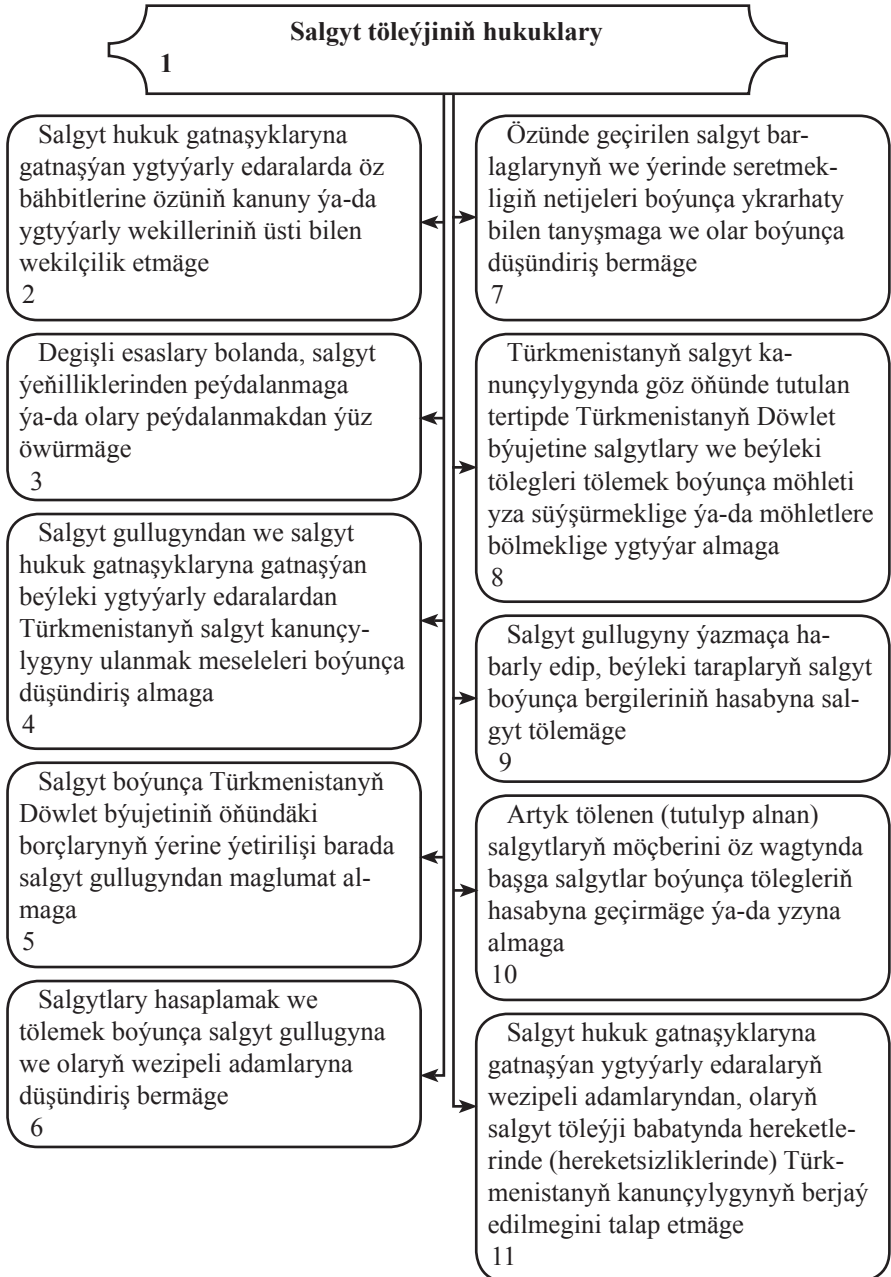 Salgyt töleýjiniň hukuklary
1
Salgyt hukuk gatnaşyklaryna
gatnaşýan ygtyýarly edaralarda öz
bähbitlerine özüniň kanuny ýa-da
ygtyýarly wekilleriniň üsti bilen
wekilçilik etmäge
2
Degişli esaslary bolanda, salgyt
ýeňilliklerinden peýdalanmaga
ýa-da olary peýdalanmakdan ýüz
öwürmäge
3
Salgyt gullugyndan we salgyt
hukuk gatnaşyklaryna gatnaşýan
beýleki ygtyýarly edaralardan
Türkmenistanyň salgyt kanunçy-
lygyny ulanmak meseleleri boýunça
düşündiriş almaga
4
Salgyt boýunça Türkmenistanyň
Döwlet býujetiniň öňündäki
borçlarynyň ýerine ýetirilişi barada
salgyt gullugyndan maglumat al-
maga
5
Salgytlary hasaplamak we
tölemek boýunça salgyt gullugyna
we olaryň wezipeli adamlaryna
düşündiriş bermäge
6
Özünde geçirilen salgyt bar-
laglarynyň we ýerinde seretmek-
ligiň netijeleri boýunça ykrarhaty
bilen tanyşmaga we olar boýunça
düşündiriş bermäge
7
Türkmenistanyň salgyt ka-
nunçylygynda göz öňünde tutulan
tertipde Türkmenistanyň Döwlet
býujetine salgytlary we beýleki
tölegleri tölemek boýunça möhleti
yza süýşürmeklige ýa-da möhletlere
bölmeklige ygtyýar almaga
8
Salgyt gullugyny ýazmaça ha-
barly edip, beýleki taraplaryň salgyt
boýunça bergileriniň hasabyna sal-
gyt tölemäge
9
Artyk tölenen (tutulyp alnan)
salgytlaryň möçberini öz wagtynda
başga salgytlar boýunça tölegleriň
hasabyna geçirmäge ýa-da yzyna
almaga
10
Salgyt hukuk gatnaşyklaryna
gatnaşýan ygtyýarly edaralaryň
wezipeli adamlaryndan, olaryň
salgyt töleýji babatynda hereketle-
rinde (hereketsizliklerinde) Türk-
menistanyň kanunçylygynyň berjaý
edilmegini talap etmäge
11